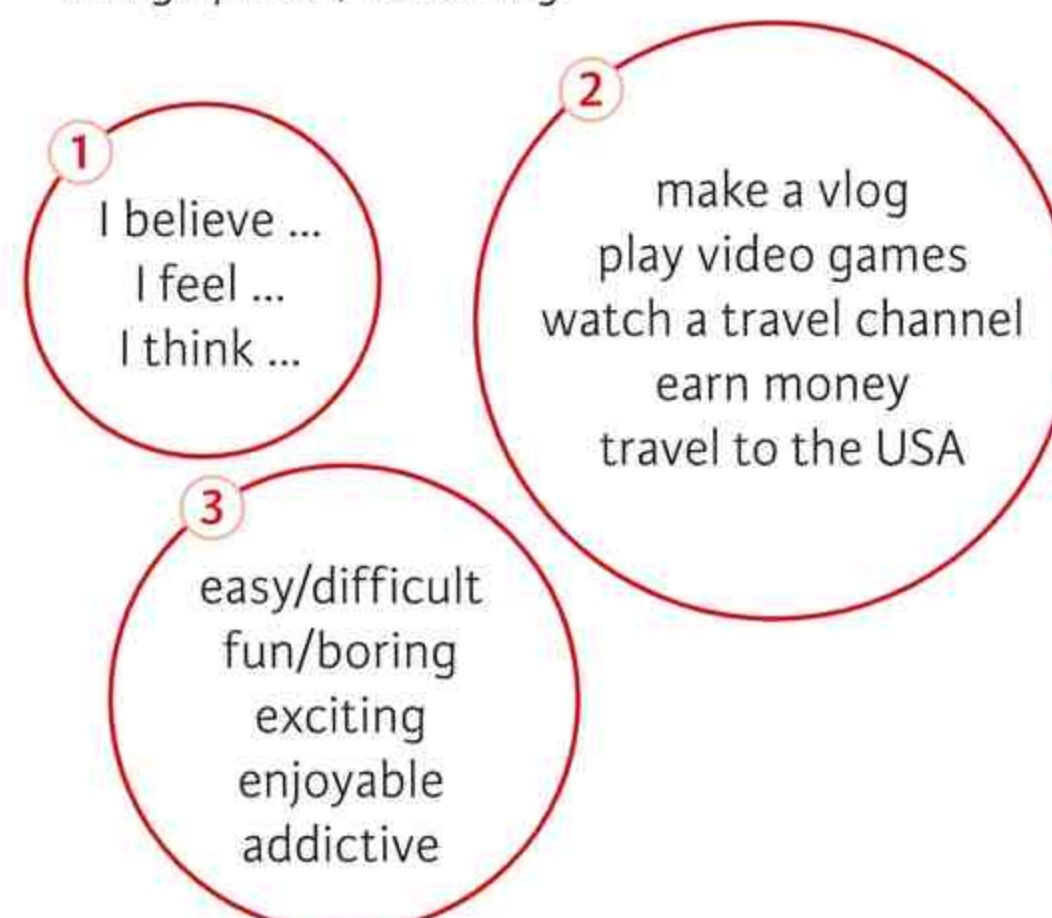 1
I believe ...
I feel ...
I think ...
2
make a vlog
play video games
watch a travel channel
earn money
travel to the USA
3
easy/difficult
fun/boring
exciting
enjoyable
addictive